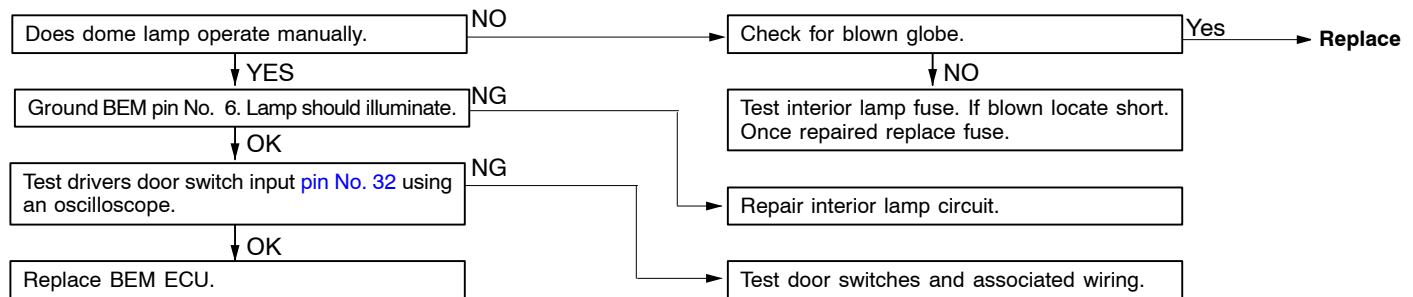 Does dome lamp operate manually.
NO
Check for blown globe.
Yes
Replace
YES
NO
Ground BEM pin No. 6. Lamp should illuminate.
NG
Test interior lamp fuse. If blown locate short.
Once repaired replace fuse.
OK
Test drivers door switch input pin No. 32 using
an oscilloscope.
NG
Repair interior lamp circuit.
OK
Replace BEM ECU.
Test door switches and associated wiring.